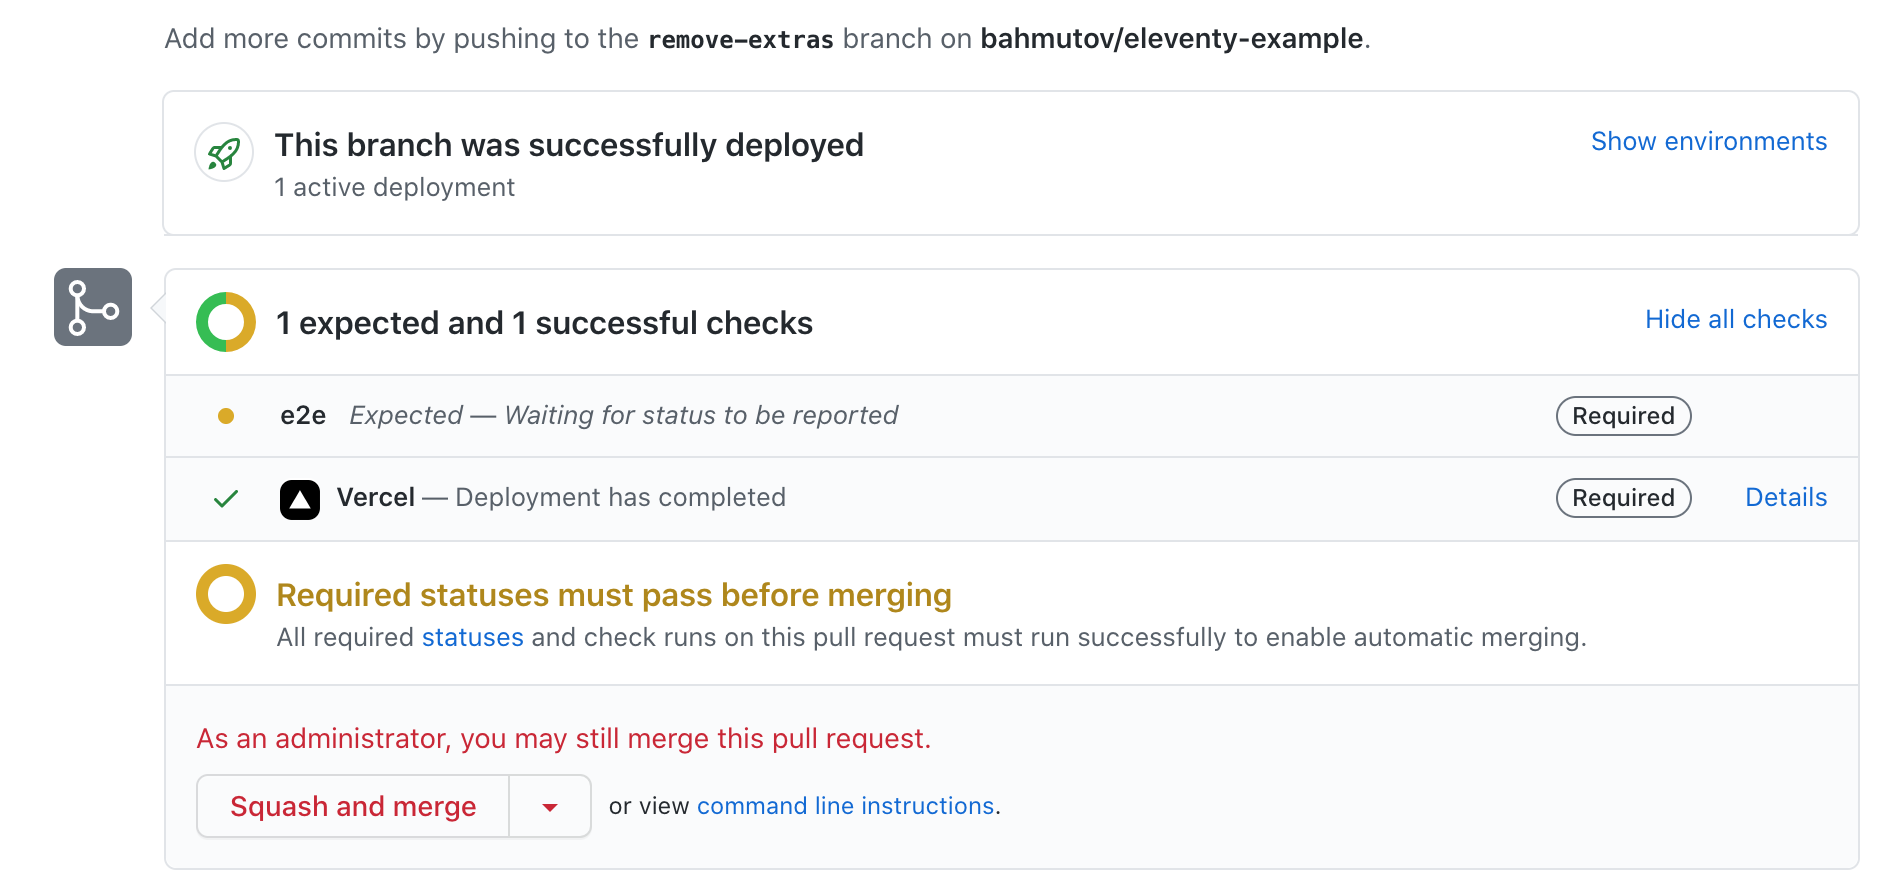 Add more commits by pushing to the remove-extras branch on bahmutov/eleventy-example.
This branch was successfully deployed
Show environments
1 active deployment
1 expected and 1 successful checks
Hide all checks
e2e Expected — Waiting for status to be reported
Required
Vercel — Deployment has completed
Required
Details
Required statuses must pass before merging
All required statuses and check runs on this pull request must run successfully to enable automatic merging.
As an administrator, you may still merge this pull request.
Squash and merge
or view command line instructions.